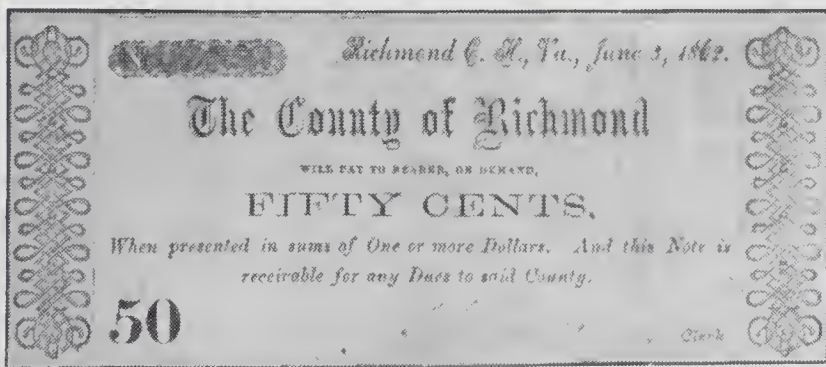 Richmond C. H., Va., June 3, 1862.
The County of Richmond
WILL PAY TO BEARER, ON DEMAND,
FIFTY CENTS,
When presented in sums of One or more Dollars. And this Note is
receivable for any Dues to said County.
50
Clerk